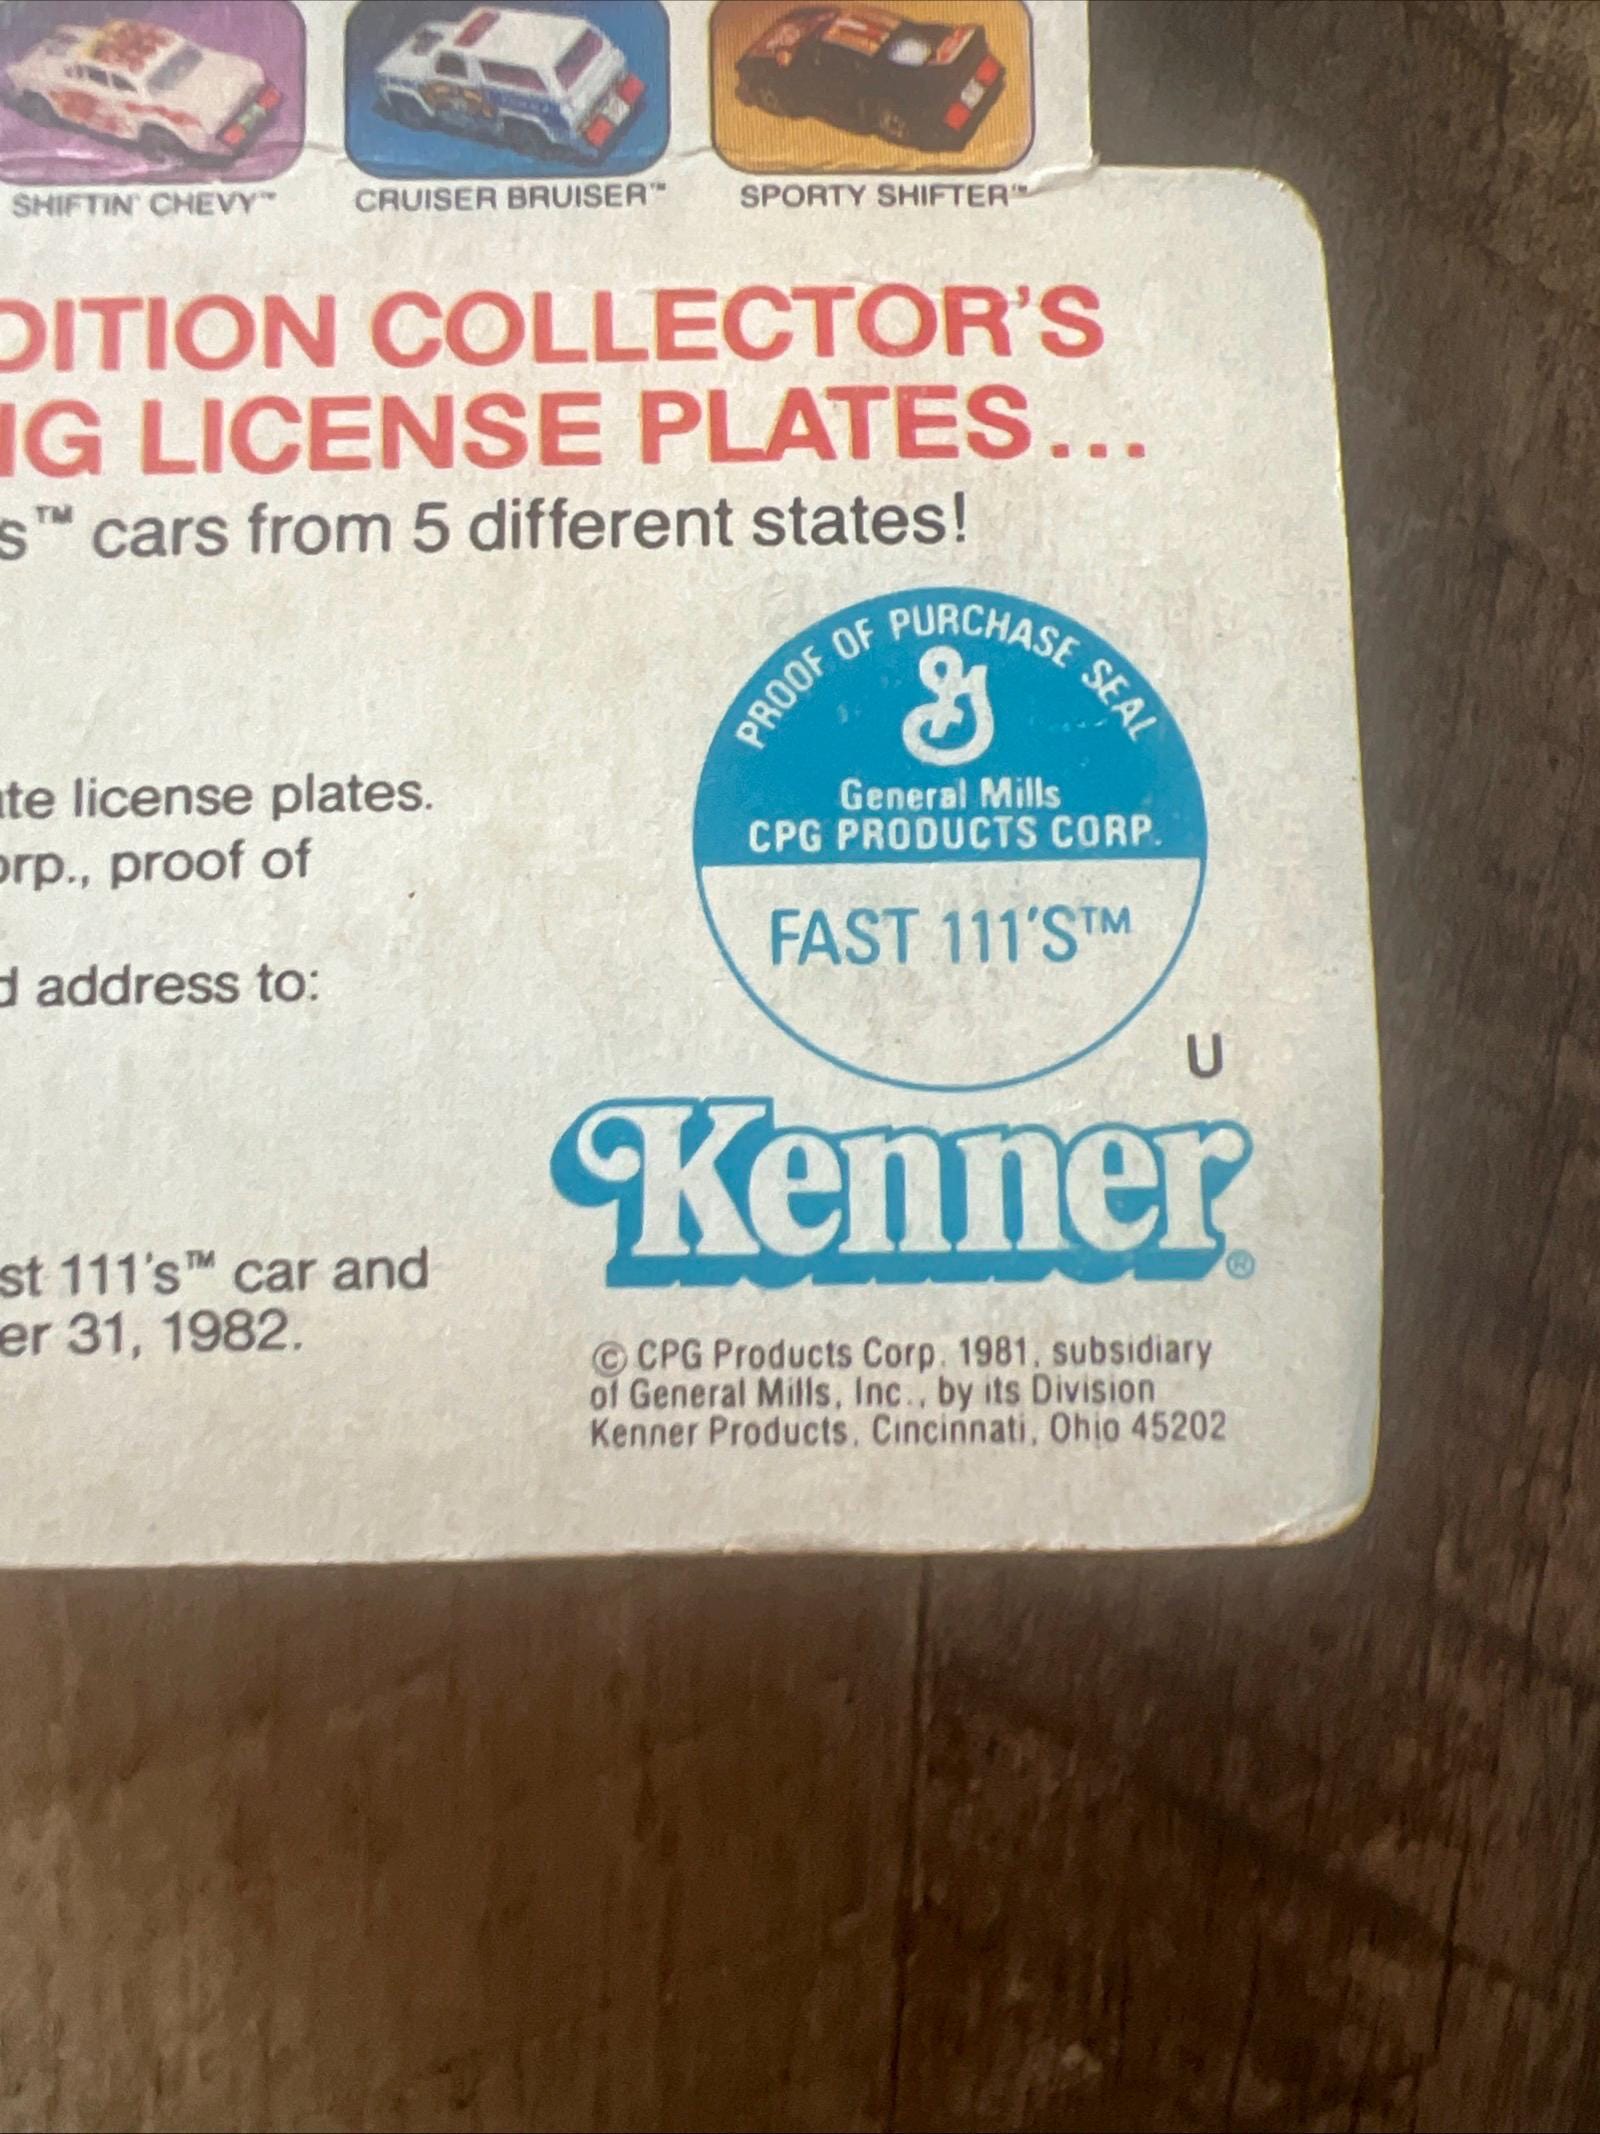 SHIFTIN' CHEVY™ CRUISER BRUISER™ SPORTY SHIFTER™
DITION COLLECTOR'S
NG LICENSE PLATES...
s™ cars from 5 different states!
PROOF OF PURCHASE SEAL
General Mills
CPG PRODUCTS CORP.
FAST 111'S™
te license plates.
orp., proof of
d address to:
U
Kenner®
st 111's™ car and
er 31, 1982.
© CPG Products Corp. 1981, subsidiary
of General Mills, Inc., by its Division
Kenner Products, Cincinnati, Ohio 45202